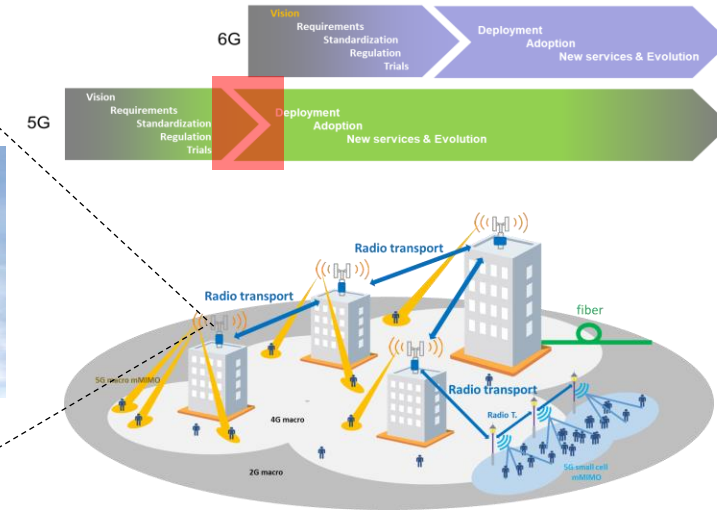 6G
Vision
Requirements
Standardization
Regulation
Trials
Deployment
Adoption
New services & Evolution
5G
Vision
Requirements
Standardization
Regulation
Trials
Deployment
Adoption
New services & Evolution
Radio transport
Radio transport
fiber
Radio transport
5G macro mMIMO
4G macro
Radio T.
2G macro
5G small cell
mMIMO